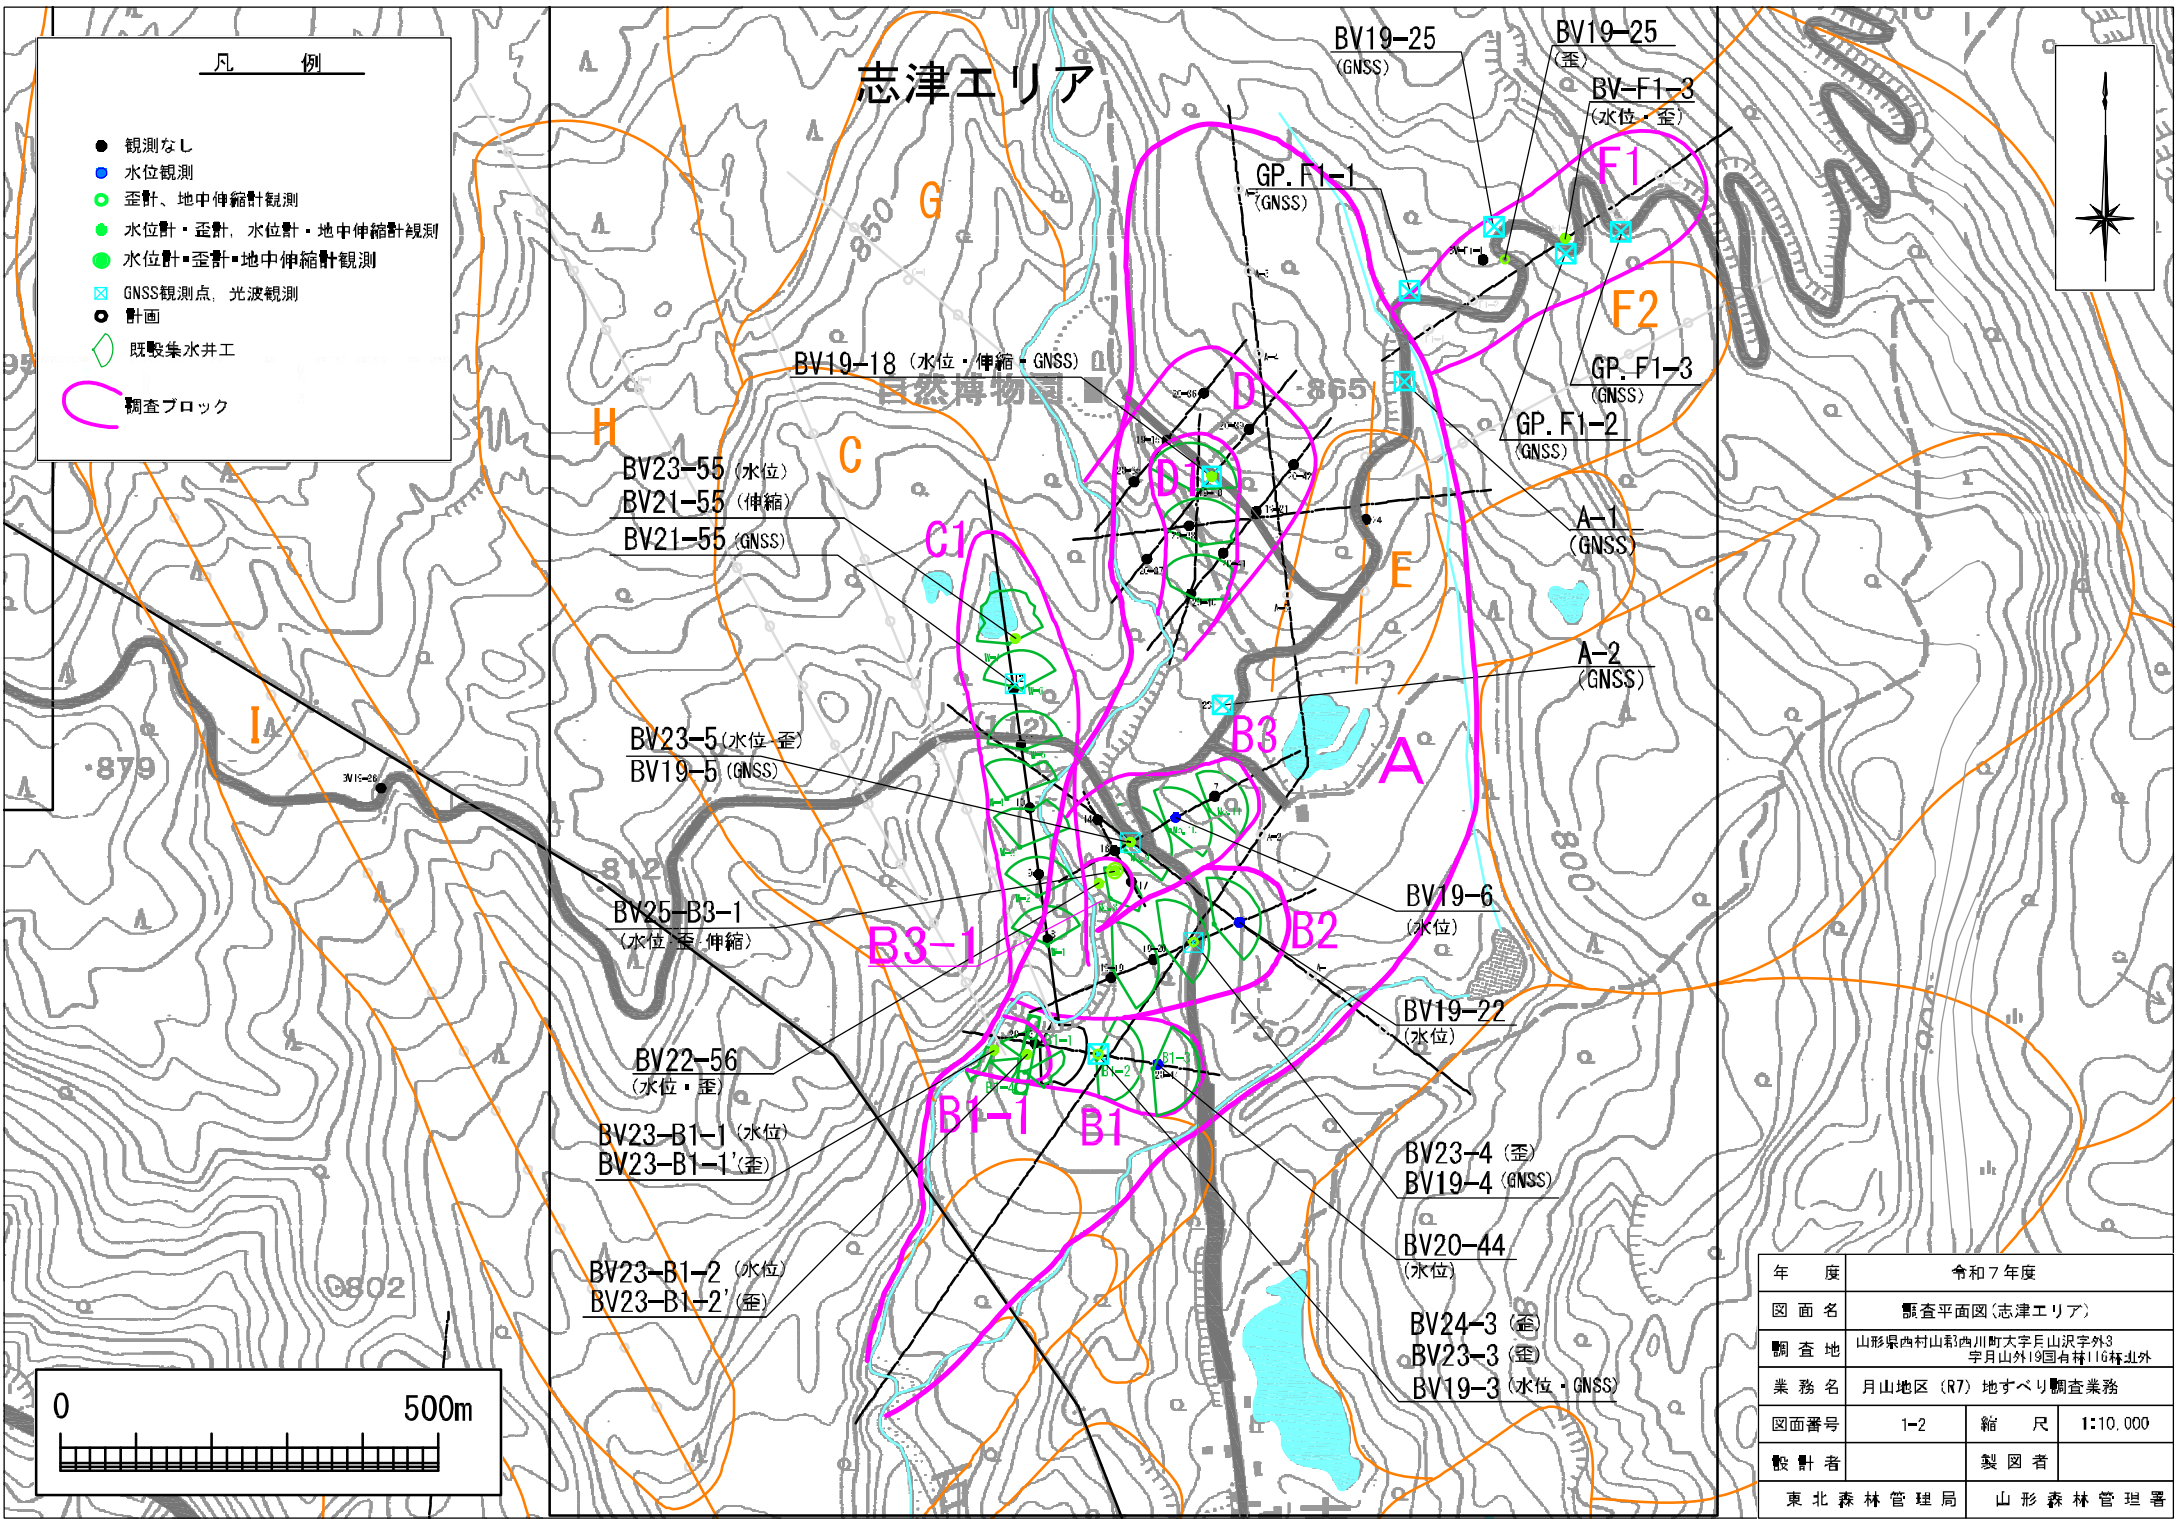 凡 例
観測なし
水位観測
歪計、地中伸縮計観測
水位計・歪計, 水位計・地中伸縮計観測
水位計・歪計・地中伸縮計観測
GNSS観測点, 光波観測
計画
既設集水井工
調査ブロック
志津エリア
BV19-25
(GNSS)
BV19-25
(歪)
BV-F1-3
(水位・歪)
F1
GP.F1-1
(GNSS)
G
850
F2
BV19-18 (水位・伸縮・GNSS)
自然博物園
D
・865
GP.F1-3
(GNSS)
GP.F1-2
(GNSS)
H
C
BV23-55 (水位)
BV21-55 (伸縮)
BV21-55 (GNSS)
C1
D1
A-1
(GNSS)
E
A-2
(GNSS)
I
・879
BV19-26
(112)
BV23-5 (水位・歪)
BV19-5 (GNSS)
B3
A
・812
800
BV25-B3-1
(水位・歪・伸縮)
B3-1
BV19-6
(水位)
B2
BV19-22
(水位)
BV22-56
(水位・歪)
B1-1
B1-2
B1-3
B1-4
B1-1
B1
BV23-B1-1 (水位)
BV23-B1-1'(歪)
BV23-4 (歪)
BV19-4 (GNSS)
BV20-44
(水位)
BV23-B1-2 (水位)
BV23-B1-2'(歪)
802
BV24-3 (歪)
BV23-3 (歪)
BV19-3 (水位・GNSS)
0 500m
年度 令和7年度
図面名 調査平面図(志津エリア)
調査地 山形県西村山郡西川町大字月山沢字外3
字月山外19国有林116林班外
業務名 月山地区 (R7) 地すべり調査業務
図面番号 1-2 縮尺 1:10,000
設計者 製図者
東北森林管理局 山形森林管理署